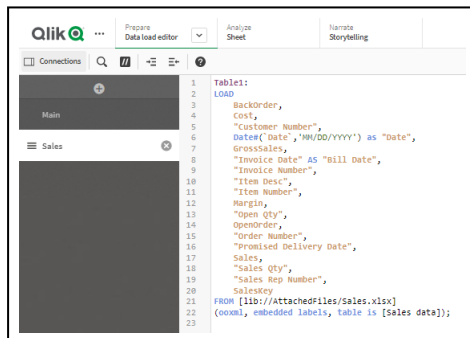 Qlik ... Prepare Data load editor Analyze Sheet Narrate Storytelling
Connections
Main
Sales
1 Table1:
2 LOAD
3 BackOrder,
4 Cost,
5 "Customer Number",
6 Date#(`Date`,'MM/DD/YYYY') as "Date",
7 GrossSales,
8 "Invoice Date" AS "Bill Date",
9 "Invoice Number",
10 "Item Desc",
11 "Item Number",
12 Margin,
13 "Open Qty",
14 OpenOrder,
15 "Order Number",
16 "Promised Delivery Date",
17 Sales,
18 "Sales Qty",
19 "Sales Rep Number",
20 SalesKey
21 FROM [lib://AttachedFiles/Sales.xlsx]
22 (ooxml, embedded labels, table is [Sales data]);
23